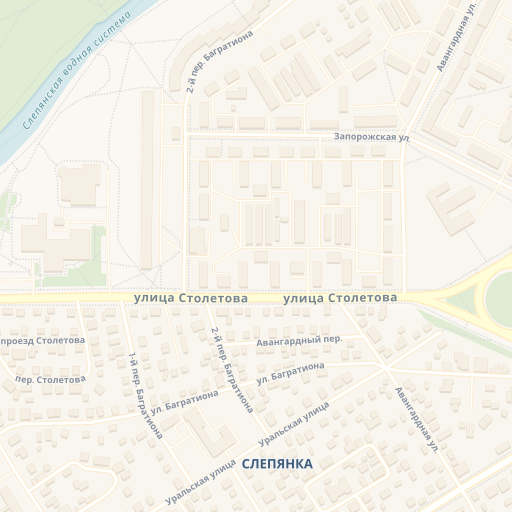 Слепянская водная система
2-й пер. Багратиона
Авангардная ул.
Запорожская ул.
улица Столетова
улица Столетова
проезд Столетова
пер. Столетова
1-й пер. Багратиона
2-й пер. Багратиона
Авангардный пер.
ул. Багратиона
ул. Багратиона
Авангардная ул.
Уральская улица
Уральская улица
СЛЕПЯНКА